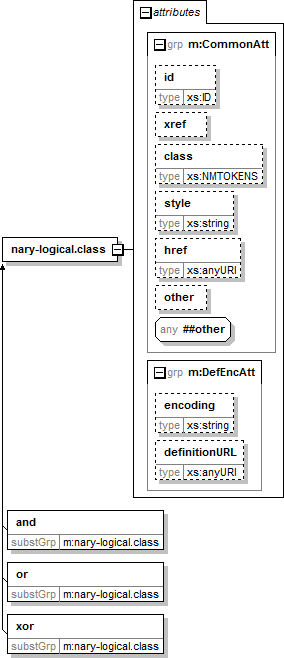 attributes
grp m:CommonAtt
id
type xs:ID
xref
class
type xs:NMTOKENS
style
type xs:string
href
type xs:anyURI
other
any ##other
nary-logical.class
grp m:DefEncAtt
encoding
type xs:string
definitionURL
type xs:anyURI
and
substGrp m:nary-logical.class
or
substGrp m:nary-logical.class
xor
substGrp m:nary-logical.class